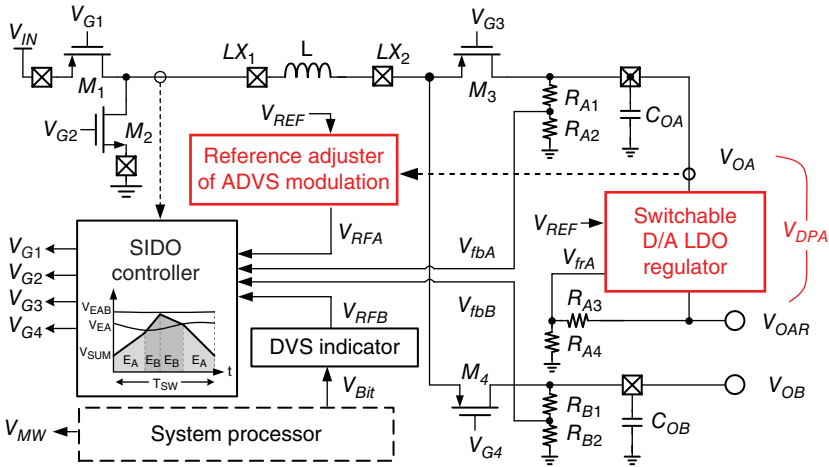 V_IN
V_G1
M_1
V_G2
M_2
LX_1
L
LX_2
V_G3
M_3
R_A1
R_A2
C_OA
V_REF
Reference adjuster
of ADVS modulation
V_RFA
V_OA
V_REF
Switchable
D/A LDO
regulator
V_DPA
V_frA
R_A3
R_A4
V_OAR
SIDO
controller
V_G1
V_G2
V_G3
V_G4
V_EAB
V_EA
V_SUM
E_A
E_B
E_B
E_A
t
T_SW
V_fbA
V_fbB
V_RFB
DVS indicator
V_Bit
System processor
V_MW
M_4
V_G4
R_B1
R_B2
C_OB
V_OB